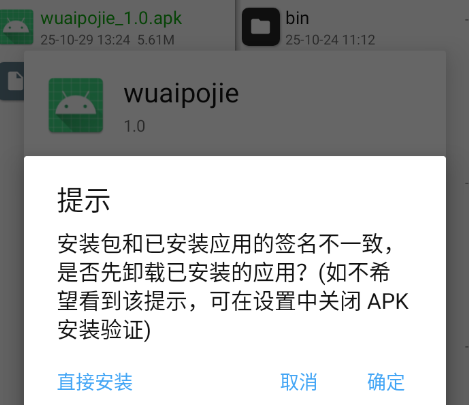 wuaipojie_1.0.apk
25-10-29 13:24 5.61M
bin
25-10-24 11:12
wuaipojie
1.0
提示
安装包和已安装应用的签名不一致，
是否先卸载已安装的应用？(如不希
望看到该提示，可在设置中关闭 APK
安装验证)
直接安装 取消 确定